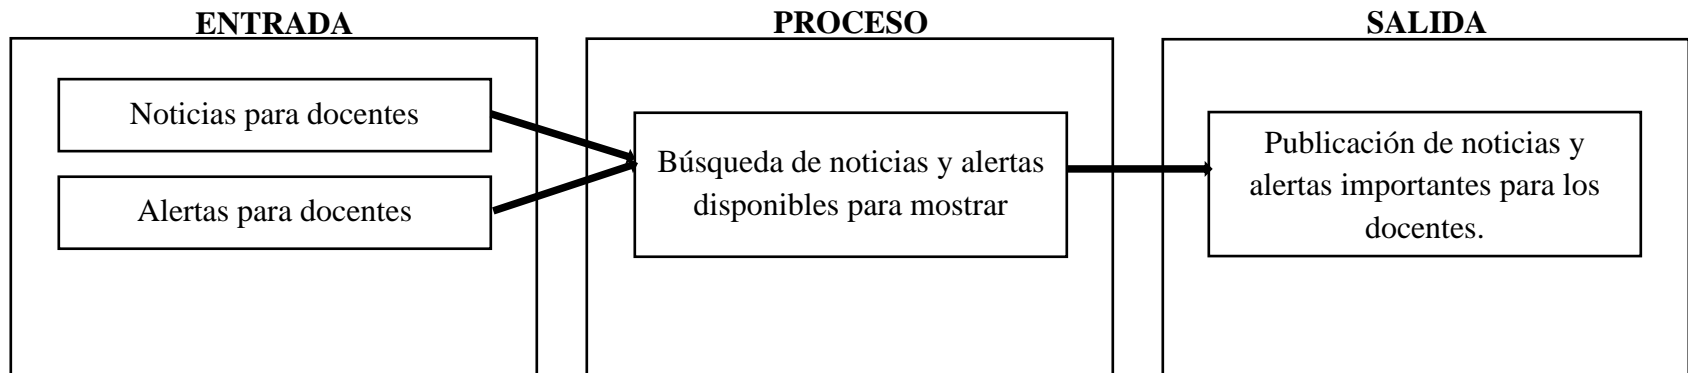 ENTRADA
Noticias para docentes
Alertas para docentes
PROCESO
Búsqueda de noticias y alertas
disponibles para mostrar
SALIDA
Publicación de noticias y
alertas importantes para los
docentes.